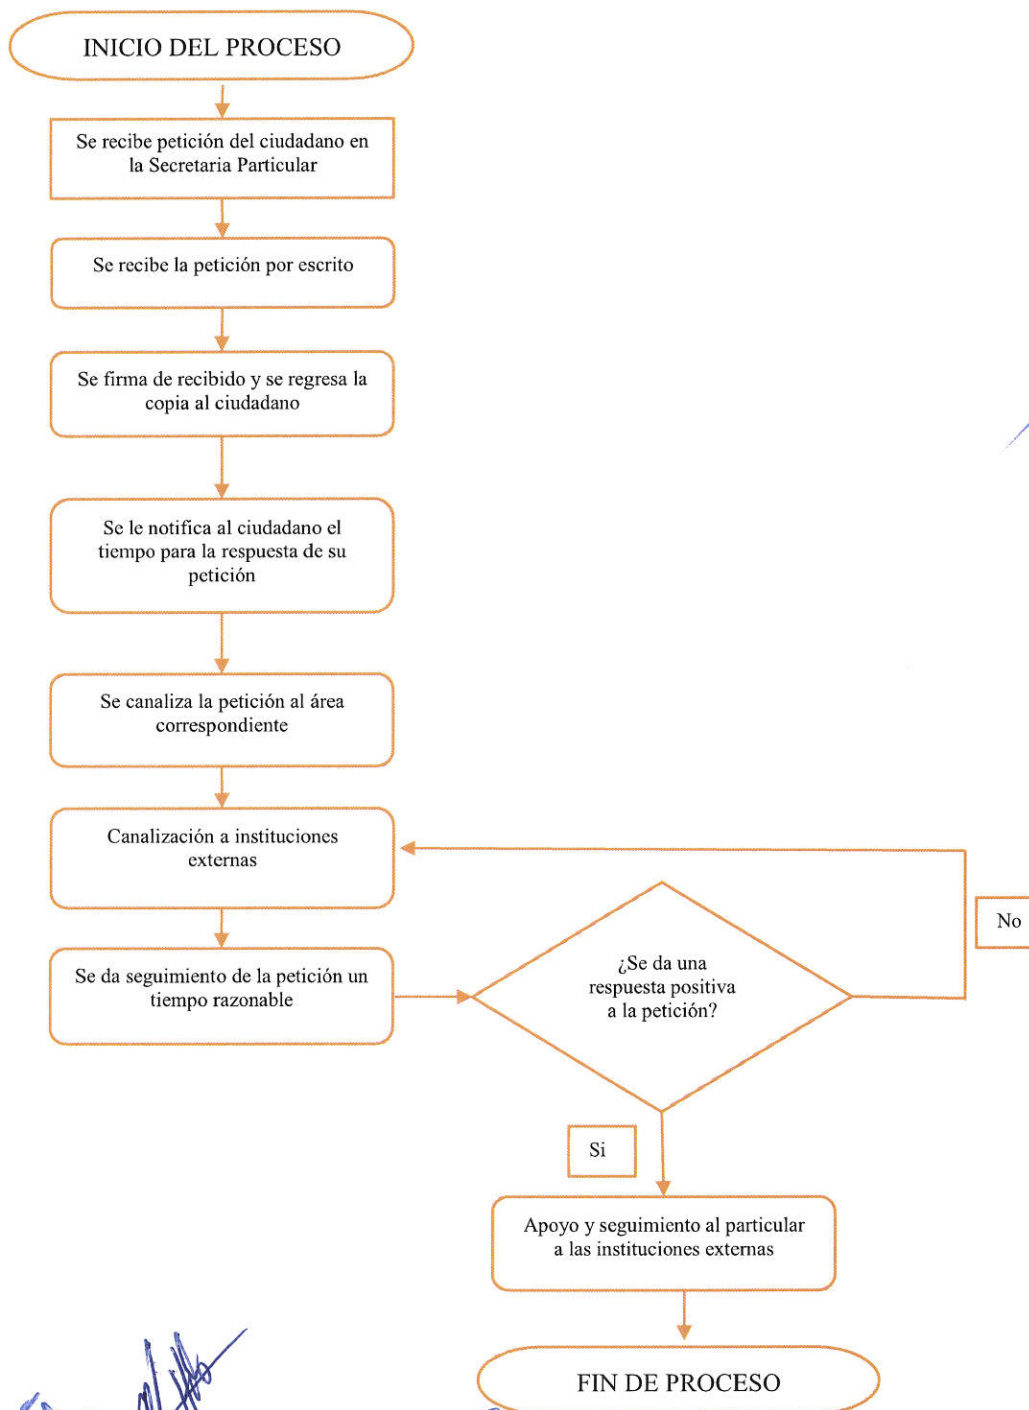 INICIO DEL PROCESO
Se recibe petición del ciudadano en
la Secretaria Particular
Se recibe la petición por escrito
Se firma de recibido y se regresa la
copia al ciudadano
Se le notifica al ciudadano el
tiempo para la respuesta de su
petición
Se canaliza la petición al área
correspondiente
Canalización a instituciones
externas
Se da seguimiento de la petición un
tiempo razonable
¿Se da una
respuesta positiva
a la petición?
No
Si
Apoyo y seguimiento al particular
a las instituciones externas
FIN DE PROCESO